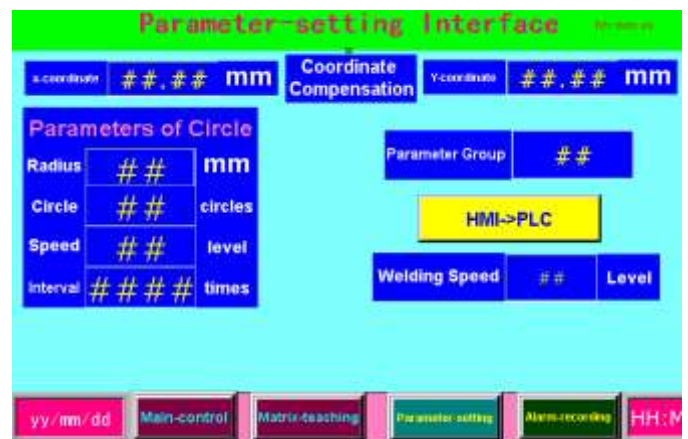 Parameter-setting Interface
x-coordinate ##.## mm
Coordinate
Compensation
Y-coordinate ##.## mm
Parameters of Circle
Radius ## mm
Circle ## circles
Speed ## level
Interval #### times
Parameter Group ##
HMI->PLC
Welding Speed ## Level
yy/mm/dd
Main-control
Matrix-teaching
Parameter-setting
Alarm-recording
HH:M